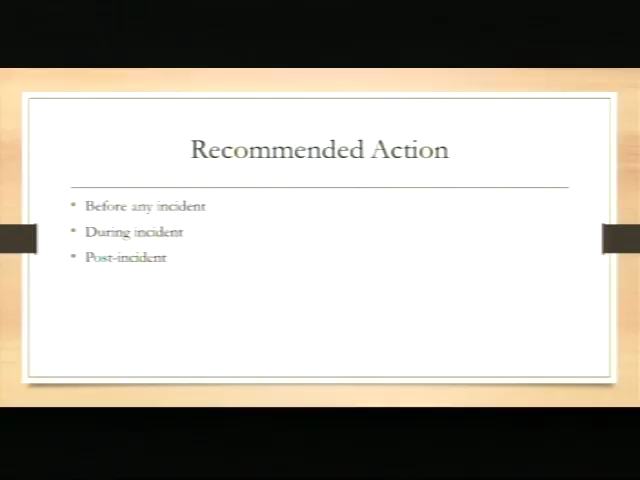 Recommended Action
• Before any incident
• During incident
• Post-incident